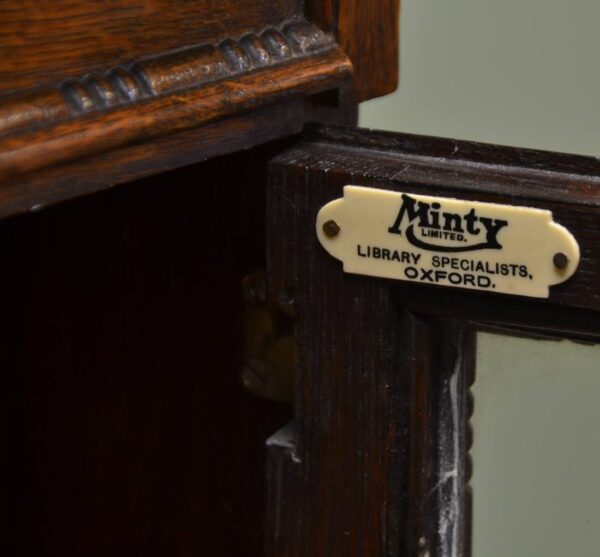 Minty
LIMITED.
LIBRARY SPECIALISTS,
OXFORD.